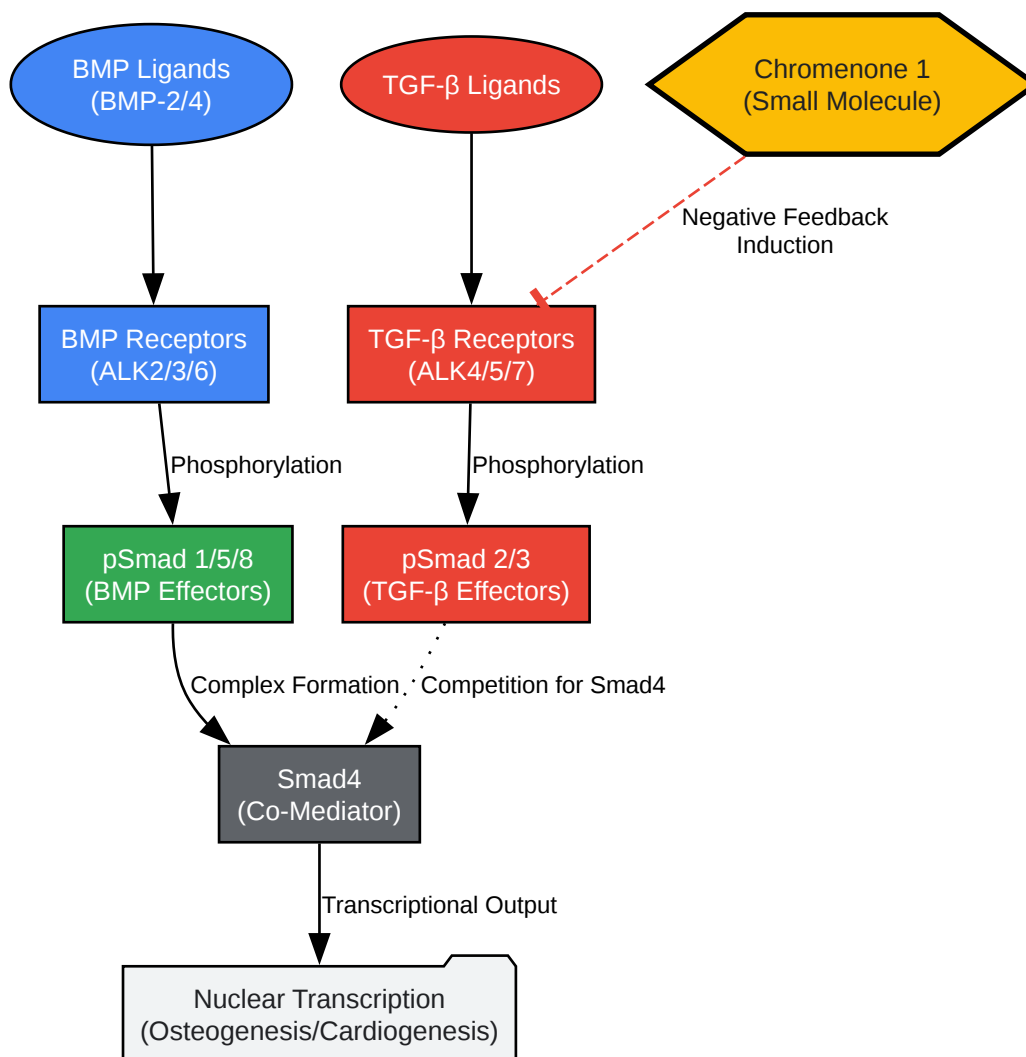 BMP Ligands
(BMP-2/4)
TGF-β Ligands
Chromenone 1
(Small Molecule)
Negative Feedback
Induction
BMP Receptors
(ALK2/3/6)
TGF-β Receptors
(ALK4/5/7)
Phosphorylation
Phosphorylation
pSmad 1/5/8
(BMP Effectors)
pSmad 2/3
(TGF-β Effectors)
Complex Formation
Competition for Smad4
Smad4
(Co-Mediator)
Transcriptional Output
Nuclear Transcription
(Osteogenesis/Cardiogenesis)